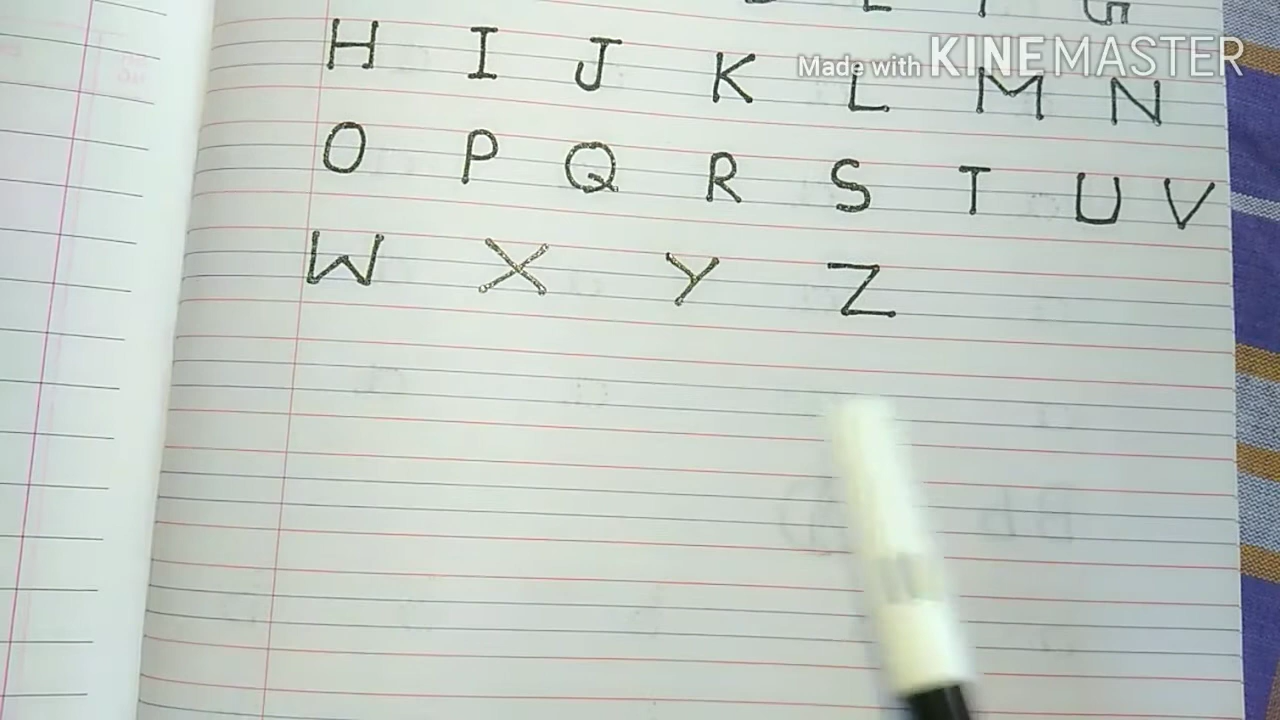 G
Made with KINEMASTER
H I J K L M N
O P Q R S T U V
W X Y Z